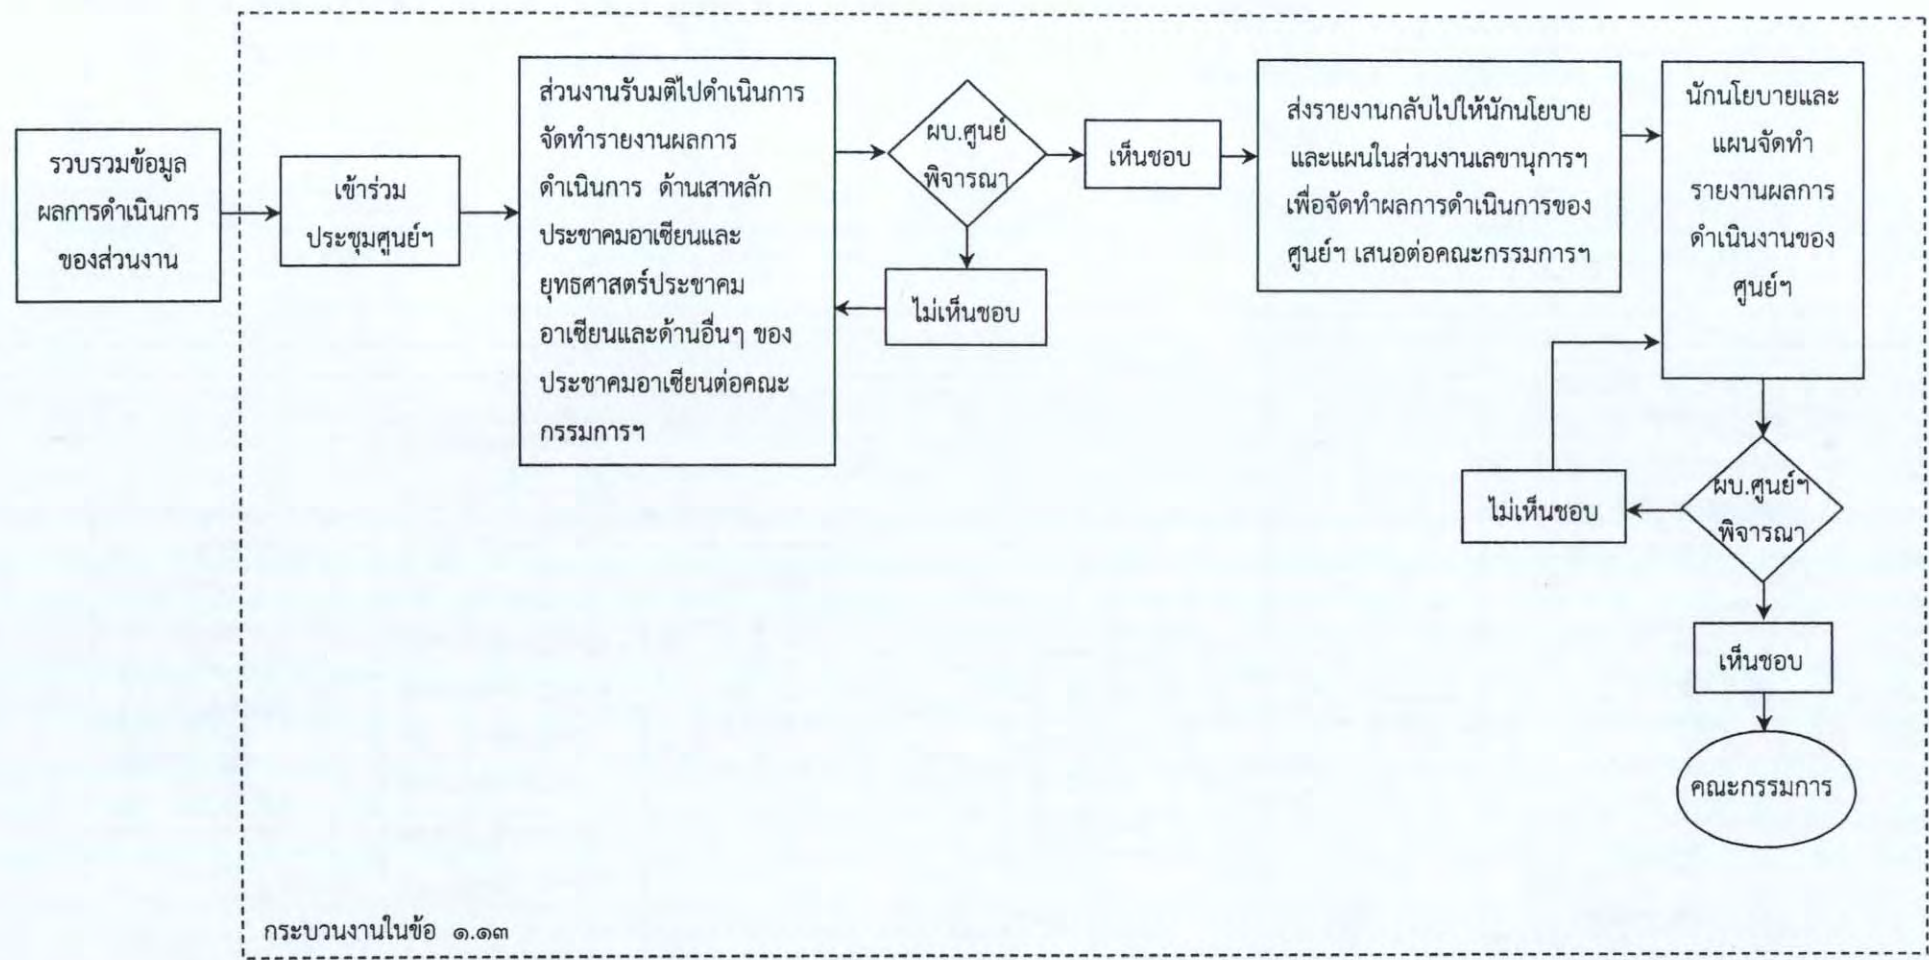 รวบรวมข้อมูล
ผลการดำเนินการ
ของส่วนงาน
เข้าร่วม
ประชุมศูนย์ฯ
ส่วนงานรับมติไปดำเนินการ
จัดทำรายงานผลการ
ดำเนินการ ด้านเสาหลัก
ประชาคมอาเซียนและ
ยุทธศาสตร์ประชาคม
อาเซียนและด้านอื่นๆ ของ
ประชาคมอาเซียนต่อคณะ
กรรมการฯ
ผบ.ศูนย์
พิจารณา
ไม่เห็นชอบ
เห็นชอบ
ส่งรายงานกลับไปให้นักนโยบาย
และแผนในส่วนงานเลขานุการฯ
เพื่อจัดทำผลการดำเนินการของ
ศูนย์ฯ เสนอต่อคณะกรรมการฯ
นักนโยบายและ
แผนจัดทำ
รายงานผลการ
ดำเนินงานของ
ศูนย์ฯ
ผบ.ศูนย์ฯ
พิจารณา
ไม่เห็นชอบ
เห็นชอบ
คณะกรรมการ
กระบวนงานในข้อ ๑.๑๓